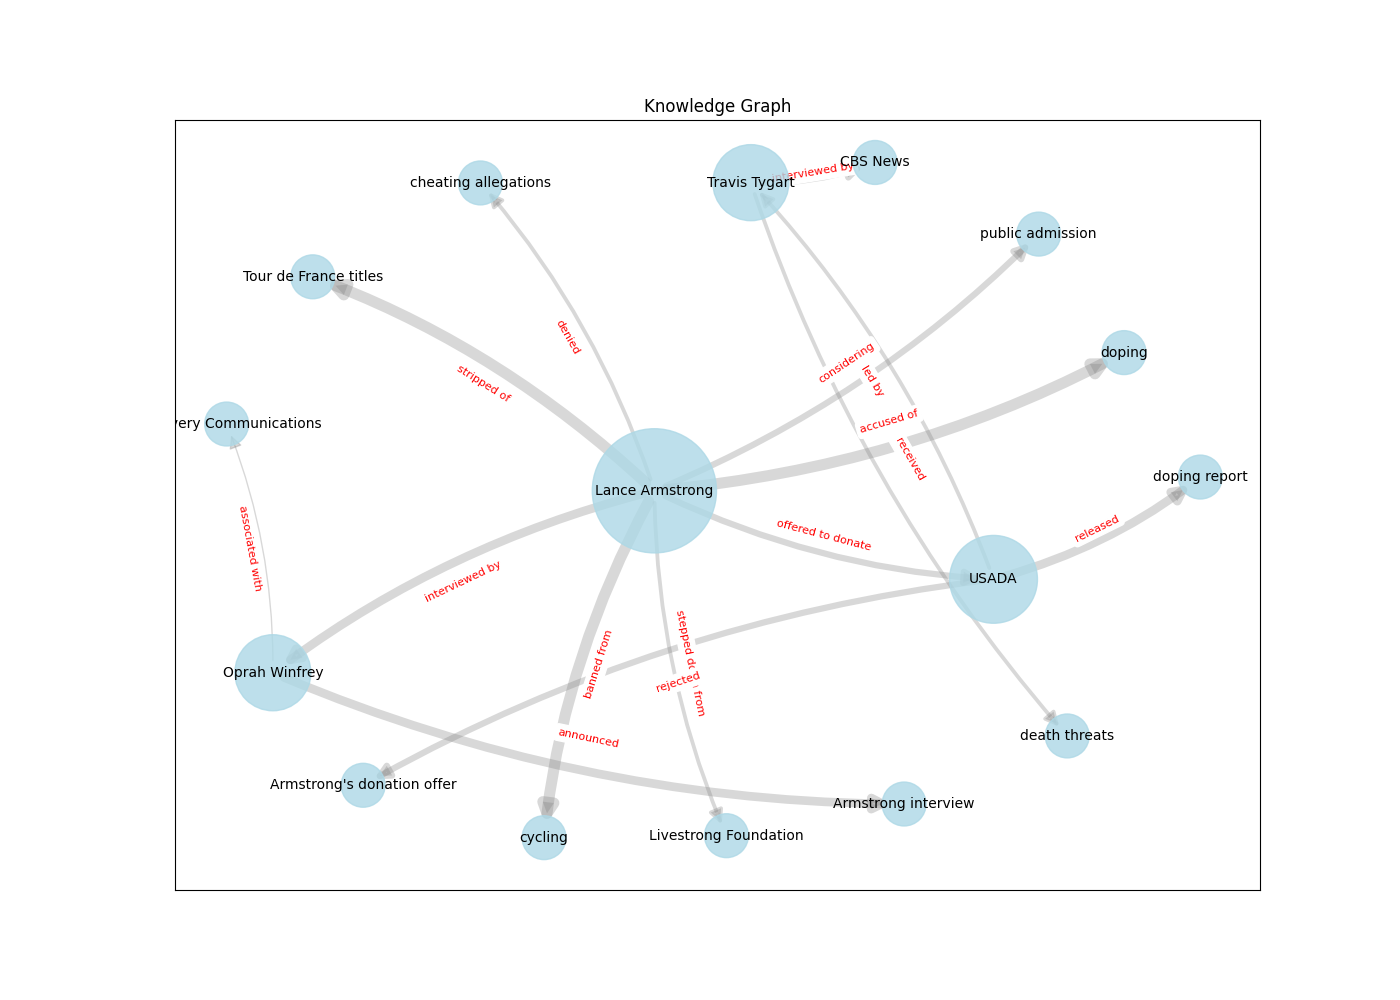 Knowledge Graph
CBS News
interviewed by
Travis Tygart
cheating allegations
public admission
Tour de France titles
denied
considering
doping
led by
stripped of
accused of
very Communications
received
doping report
Lance Armstrong
released
offered to donate
associated with
interviewed by
USADA
stepped from
banned from
Oprah Winfrey
rejected
announced
death threats
Armstrong's donation offer
Armstrong interview
cycling
Livestrong Foundation